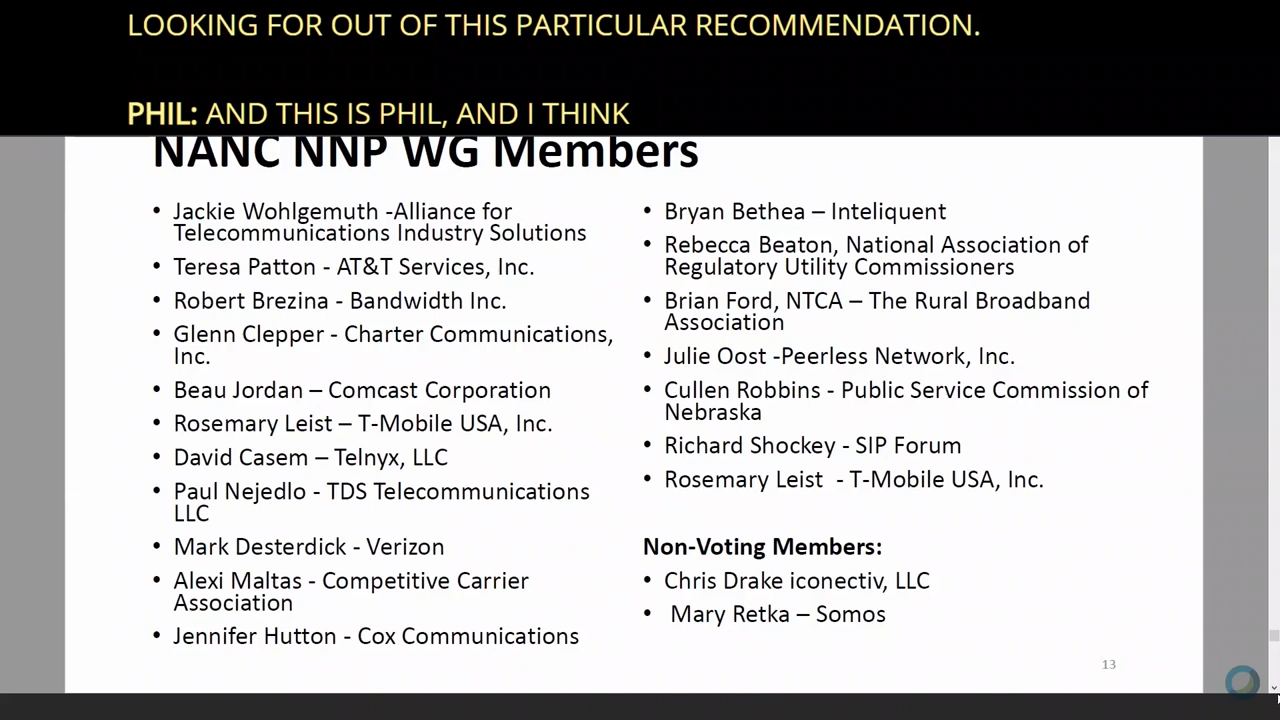 LOOKING FOR OUT OF THIS PARTICULAR RECOMMENDATION.
PHIL: AND THIS IS PHIL, AND I THINK
NANC NNP WG Members
• Jackie Wohlgemuth -Alliance for
Telecommunications Industry Solutions
• Teresa Patton - AT&T Services, Inc.
• Robert Brezina - Bandwidth Inc.
• Glenn Clepper - Charter Communications,
Inc.
• Beau Jordan – Comcast Corporation
• Rosemary Leist – T-Mobile USA, Inc.
• David Casem – Telnyx, LLC
• Paul Nejedlo - TDS Telecommunications
LLC
• Mark Desterdick - Verizon
• Alexi Maltas - Competitive Carrier
Association
• Jennifer Hutton - Cox Communications
• Bryan Bethea – Inteliquent
• Rebecca Beaton, National Association of
Regulatory Utility Commissioners
• Brian Ford, NTCA – The Rural Broadband
Association
• Julie Oost -Peerless Network, Inc.
• Cullen Robbins - Public Service Commission of
Nebraska
• Richard Shockey - SIP Forum
• Rosemary Leist - T-Mobile USA, Inc.
Non-Voting Members:
• Chris Drake iconectiv, LLC
• Mary Retka – Somos
13